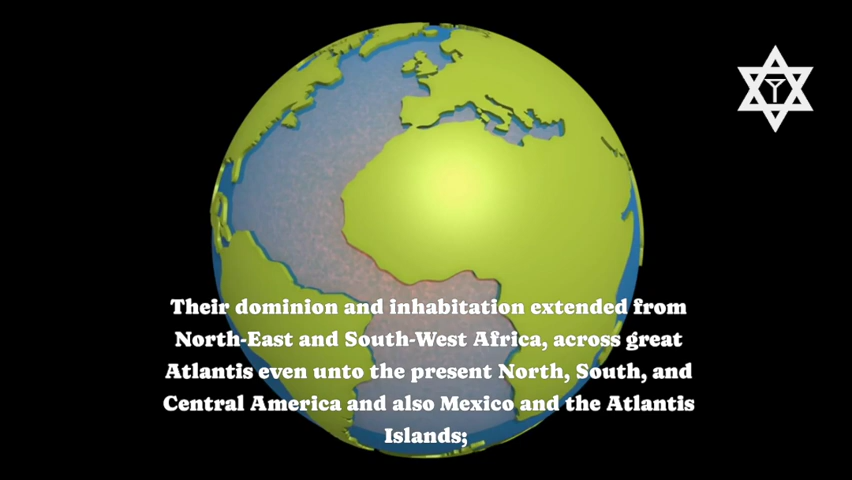 Their dominion and inhabitation extended from
North-East and South-West Africa, across great
Atlantis even unto the present North, South, and
Central America and also Mexico and the Atlantis
Islands;